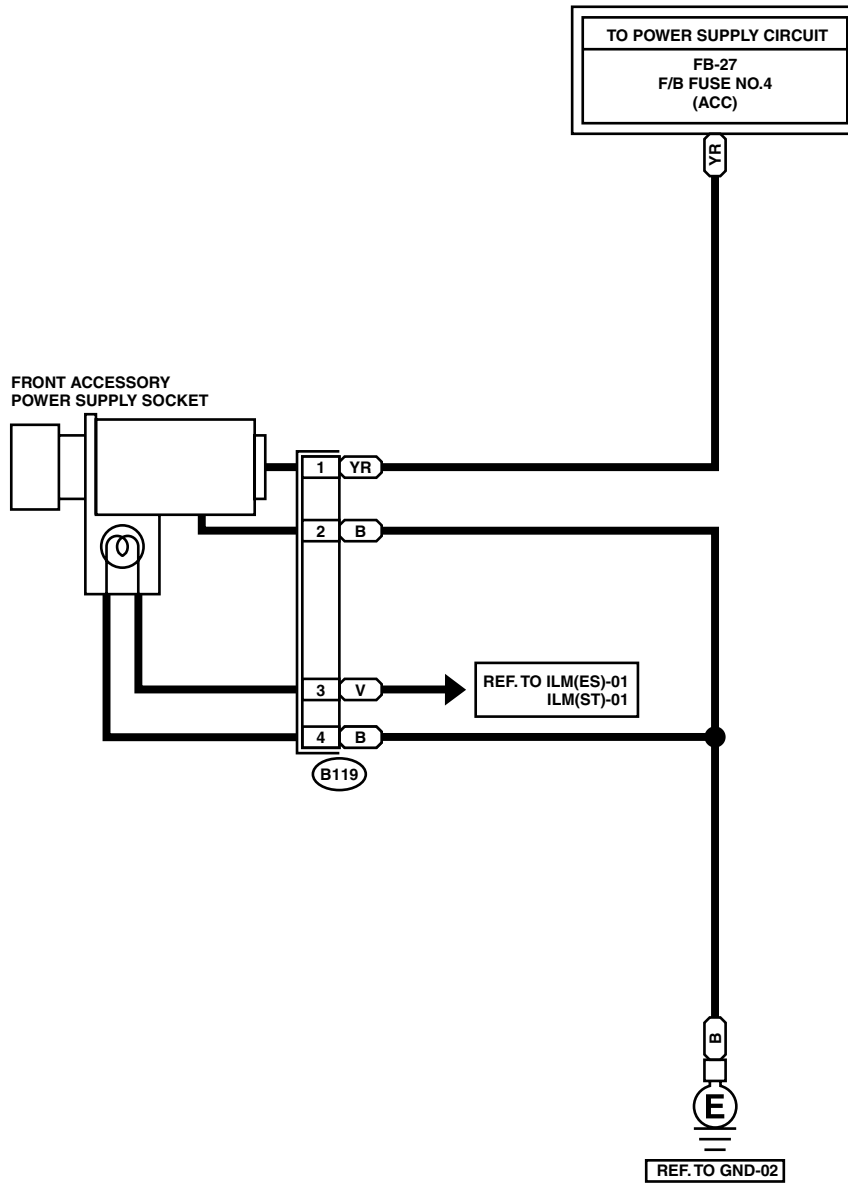 TO POWER SUPPLY CIRCUIT
FB-27
F/B FUSE NO.4
(ACC)
YR
FRONT ACCESSORY
POWER SUPPLY SOCKET
1 YR
2 B
3 V
REF. TO ILM(ES)-01
ILM(ST)-01
4 B
B119
B
E
REF. TO GND-02